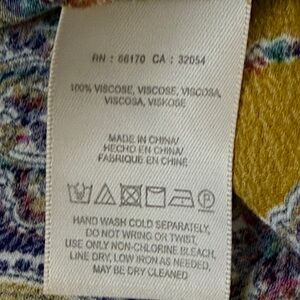 RN : 66170 CA : 32054
100% VISCOSE, VISCOSE, VISCOSA,
VISCOSA, VISKOSE
MADE IN CHINA/
HECHO EN CHINA/
FABRIQUE EN CHINE
HAND WASH COLD SEPARATELY,
DO NOT WRING OR TWIST,
USE ONLY NON-CHLORINE BLEACH,
LINE DRY, LOW IRON AS NEEDED,
MAY BE DRY CLEANED